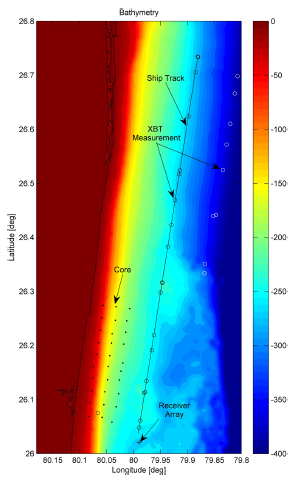 Bathymetry
26.8
26.7
26.6
26.5
26.4
26.3
26.2
26.1
26
Latitude [deg]
Ship Track
XBT
Measurement
Core
Receiver
Array
80.15 80.1 80.05 80 79.95 79.9 79.85 79.8
Longitude [deg]
0
-50
-100
-150
-200
-250
-300
-350
-400